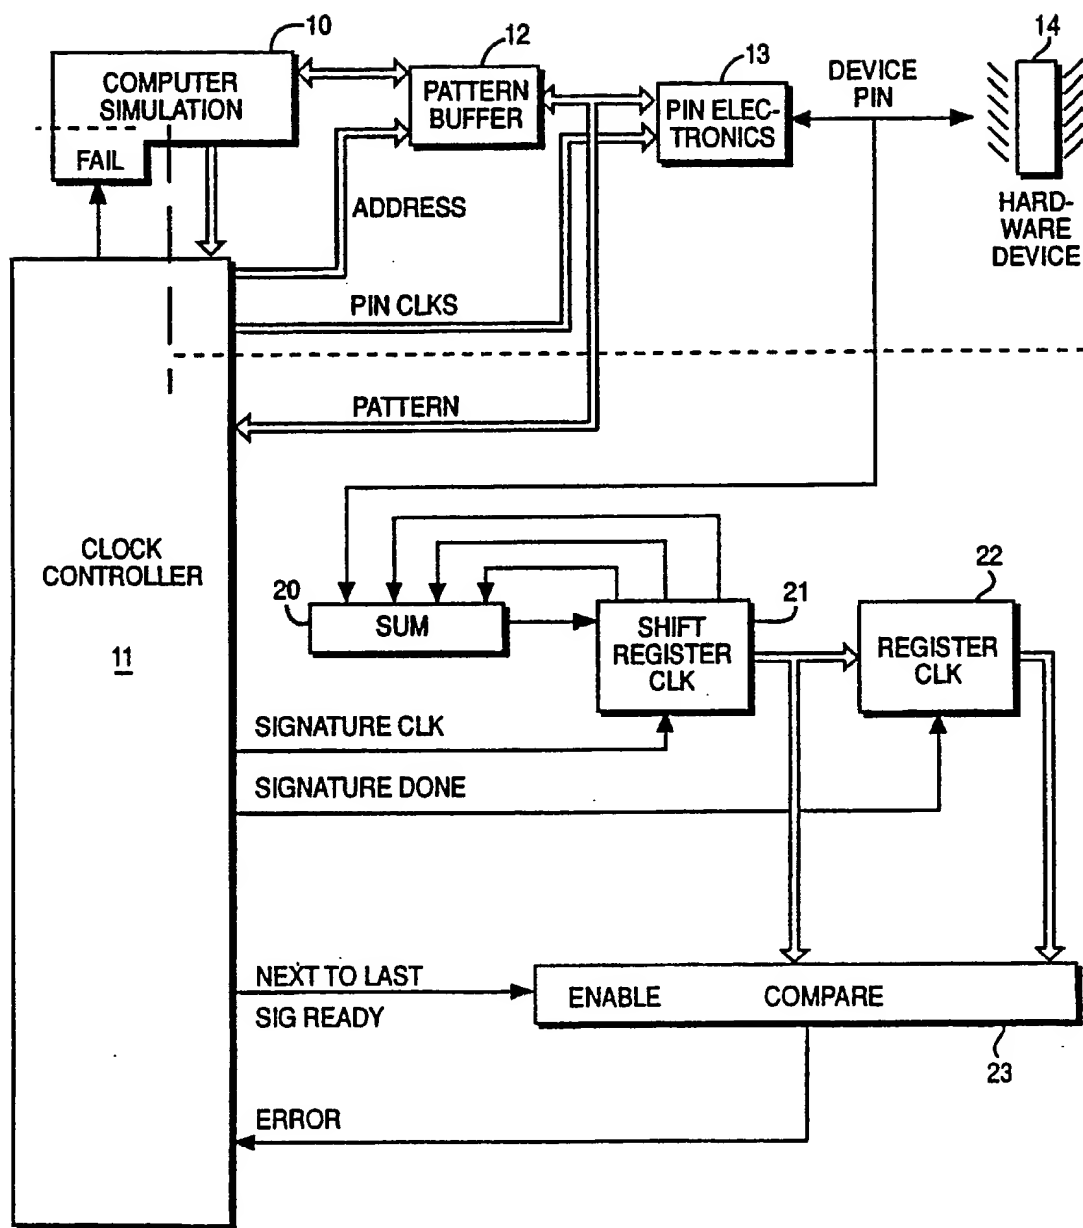 10
COMPUTER
SIMULATION
FAIL
12
PATTERN
BUFFER
13
PIN ELEC-
TRONICS
DEVICE
PIN
14
HARD-
WARE
DEVICE
ADDRESS
PIN CLKS
PATTERN
CLOCK
CONTROLLER
11
20
SUM
21
SHIFT
REGISTER
CLK
22
REGISTER
CLK
SIGNATURE CLK
SIGNATURE DONE
NEXT TO LAST
SIG READY
ENABLE COMPARE
23
ERROR